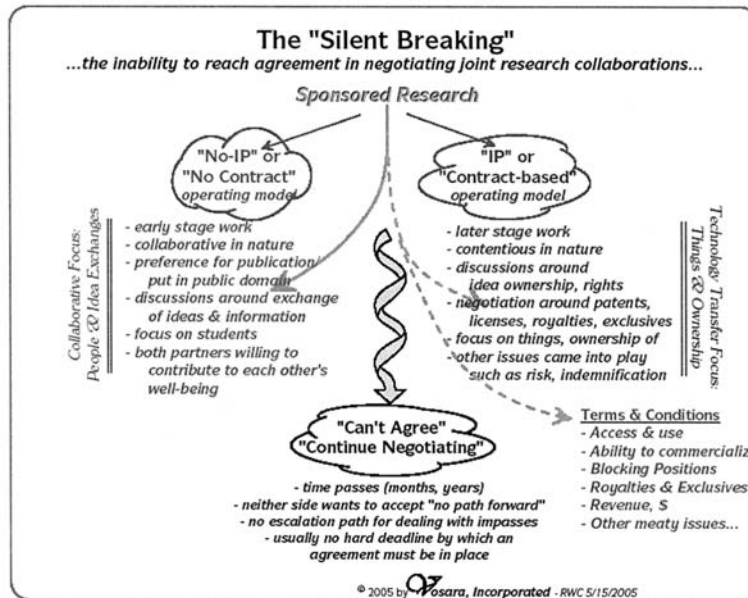 The "Silent Breaking"
...the inability to reach agreement in negotiating joint research collaborations...
Sponsored Research
"No-IP" or
"No Contract"
operating model
"IP" or
"Contract-based"
operating model
Collaborative Focus:
People & Idea Exchanges
- early stage work
- collaborative in nature
- preference for publication/
put in public domain
- discussions around exchange
of ideas & information
- focus on students
- both partners willing to
contribute to each other's
well-being
- later stage work
- contentious in nature
- discussions around
idea ownership, rights
- negotiation around patents,
licenses, royalties, exclusives
- focus on things, ownership of
- other issues came into play
such as risk, indemnification
Technology Transfer Focus:
Things & Ownership
"Can't Agree"
"Continue Negotiating"
- time passes (months, years)
- neither side wants to accept "no path forward"
- no escalation path for dealing with impasses
- usually no hard deadline by which an
agreement must be in place
Terms & Conditions
- Access & use
- Ability to commercializ
- Blocking Positions
- Royalties & Exclusives
- Revenue, $
- Other meaty issues...
© 2005 by Vosara, Incorporated - RWC 5/15/2005